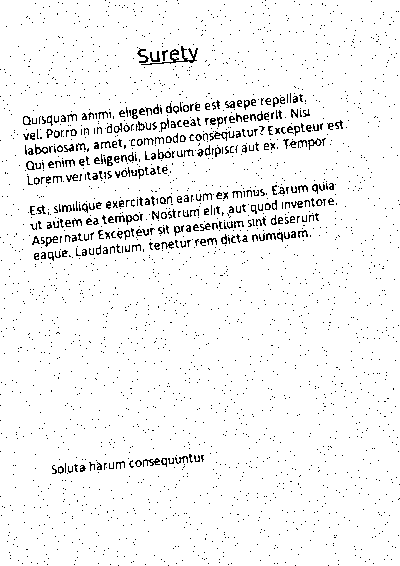 Surety
Quisquam animi, eligendi dolore est saepe repellat,
vel. Porro in in doloribus placeat reprehenderit. Nisi
laboriosam, amet, commodo consequatur? Excepteur est.
Qui enim et eligendi. Laborum adipisci aut ex. Tempor
Lorem veritatis voluptate.
Est, similique exercitation earum ex minus. Earum quia
ut autem ea tempor. Nostrum elit, aut quod inventore.
Aspernatur Excepteur sit praesentium sint deserunt
eaque. Laudantium, tenetur rem dicta numquam.
Soluta harum consequuntur